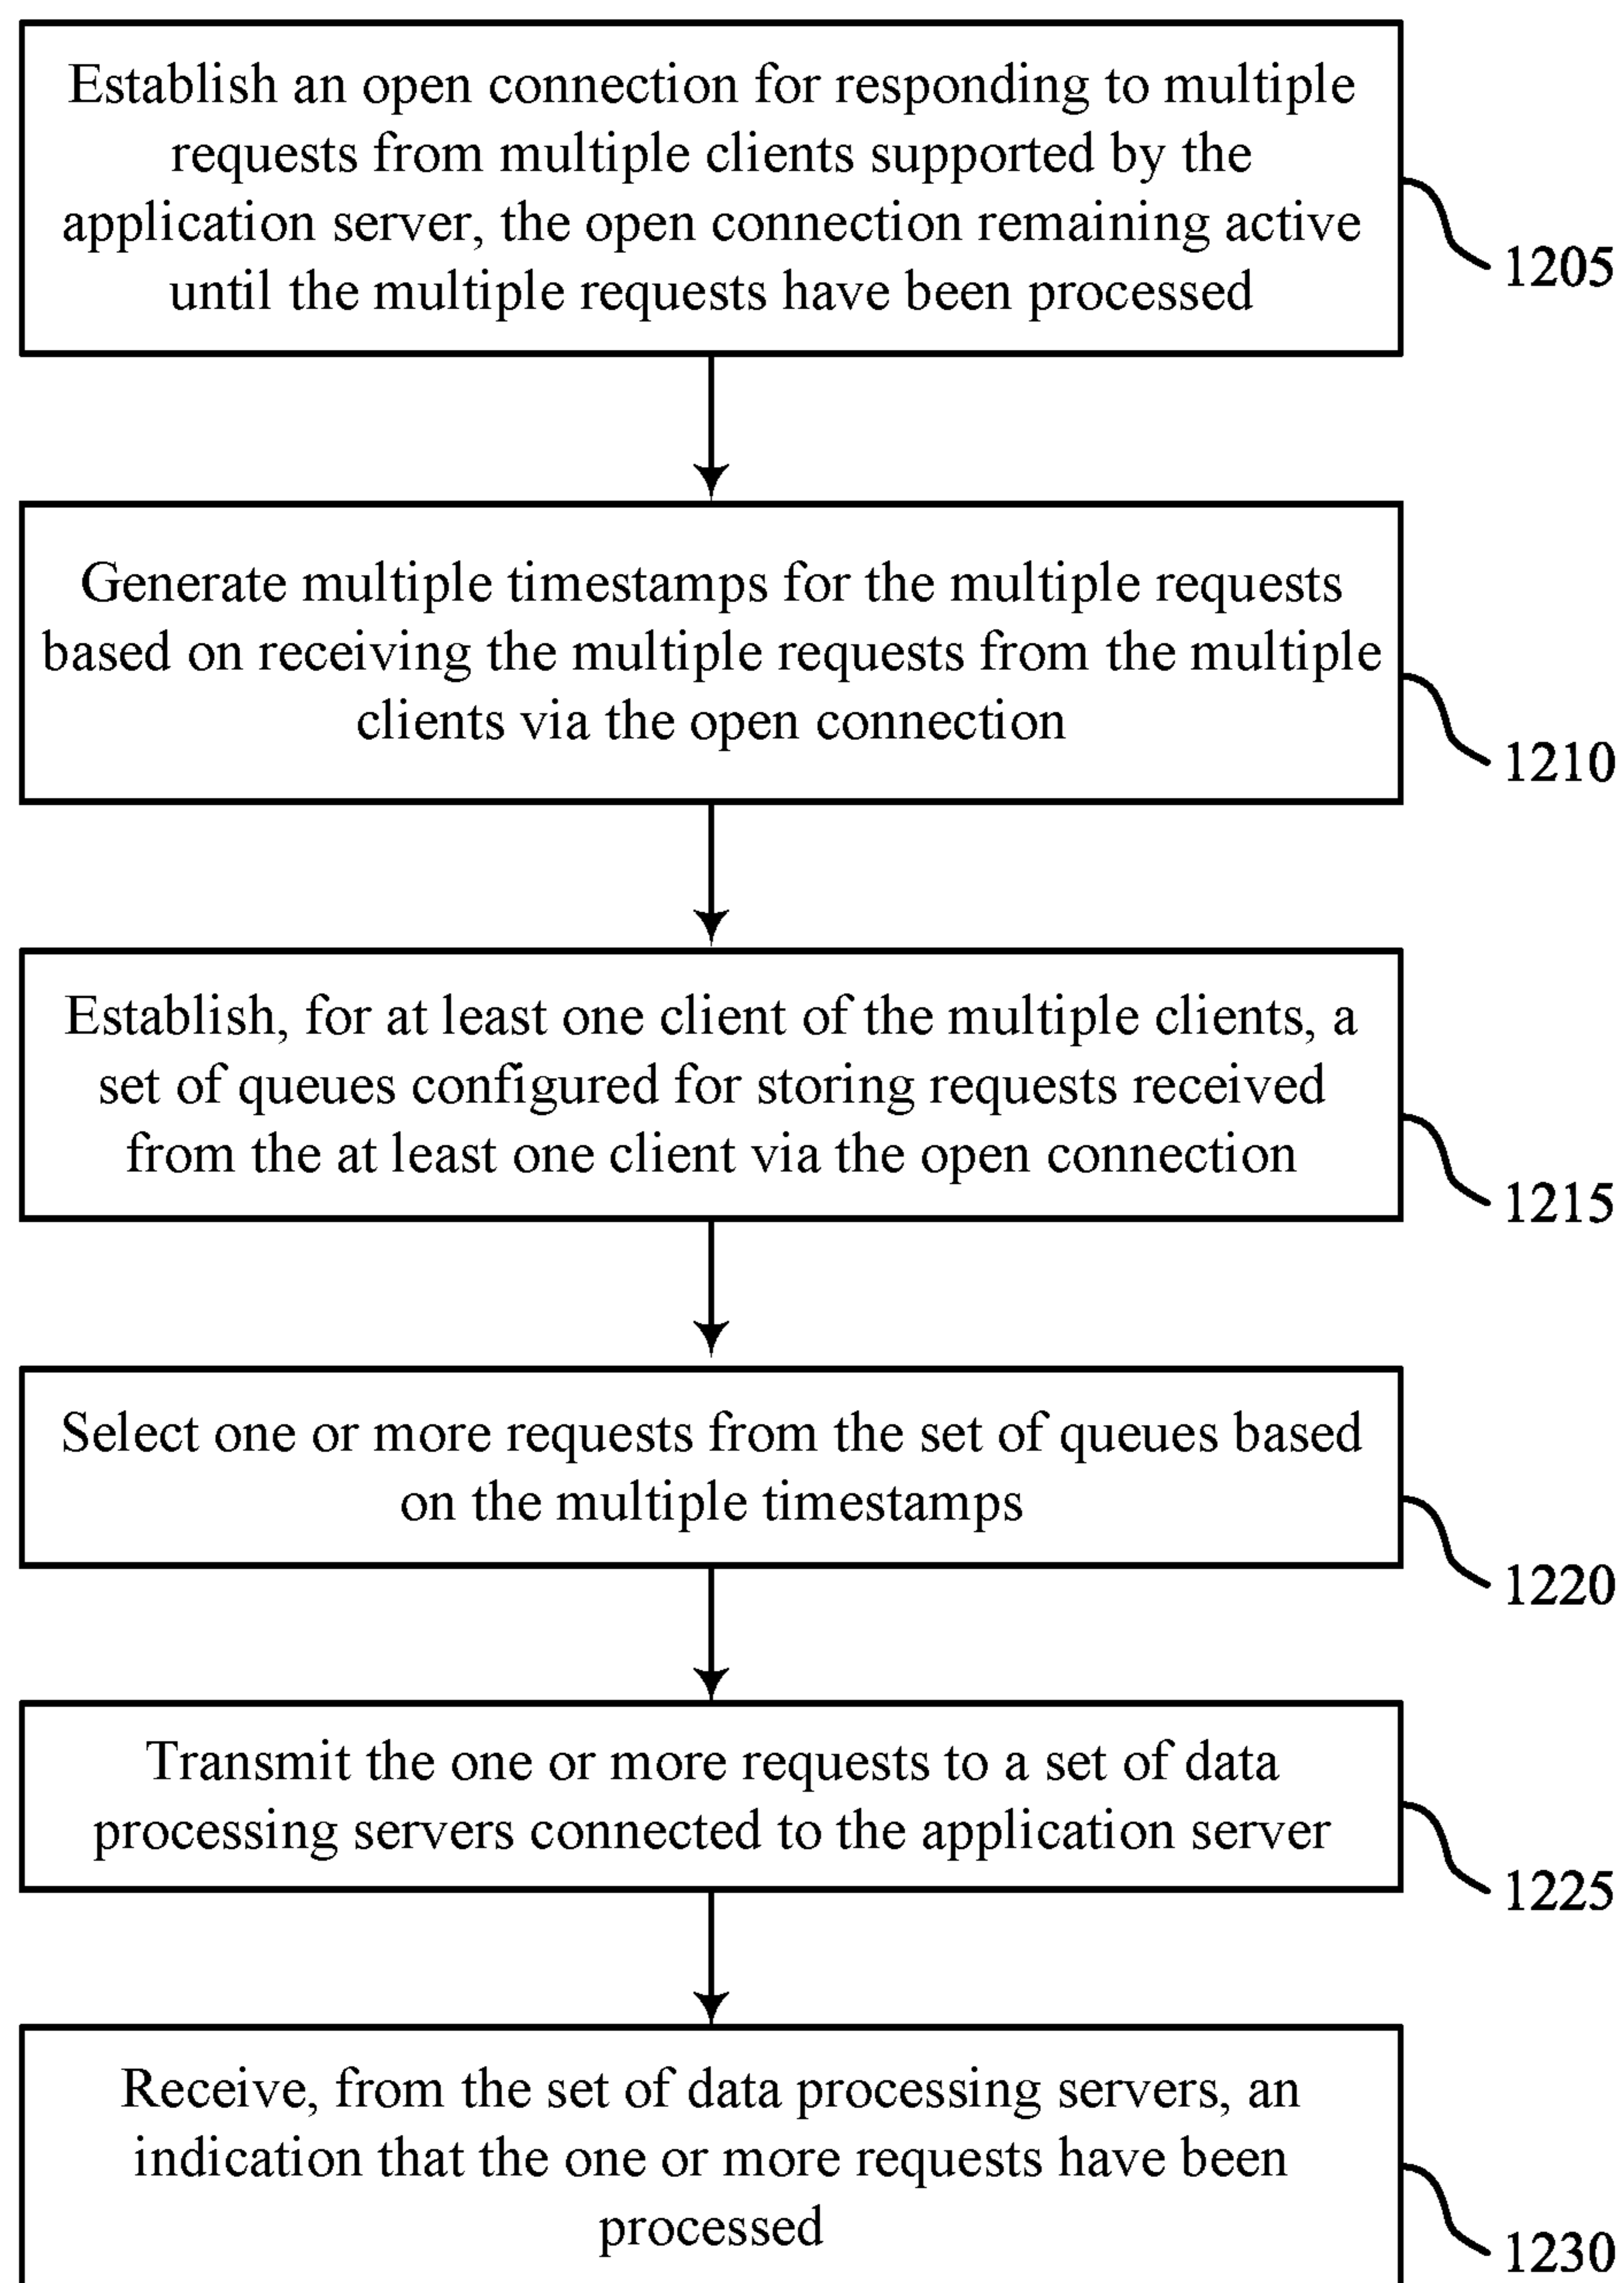 Establish an open connection for responding to multiple
requests from multiple clients supported by the
application server, the open connection remaining active
until the multiple requests have been processed
1205
Generate multiple timestamps for the multiple requests
based on receiving the multiple requests from the multiple
clients via the open connection
1210
Establish, for at least one client of the multiple clients, a
set of queues configured for storing requests received
from the at least one client via the open connection
1215
Select one or more requests from the set of queues based
on the multiple timestamps
1220
Transmit the one or more requests to a set of data
processing servers connected to the application server
1225
Receive, from the set of data processing servers, an
indication that the one or more requests have been
processed
1230